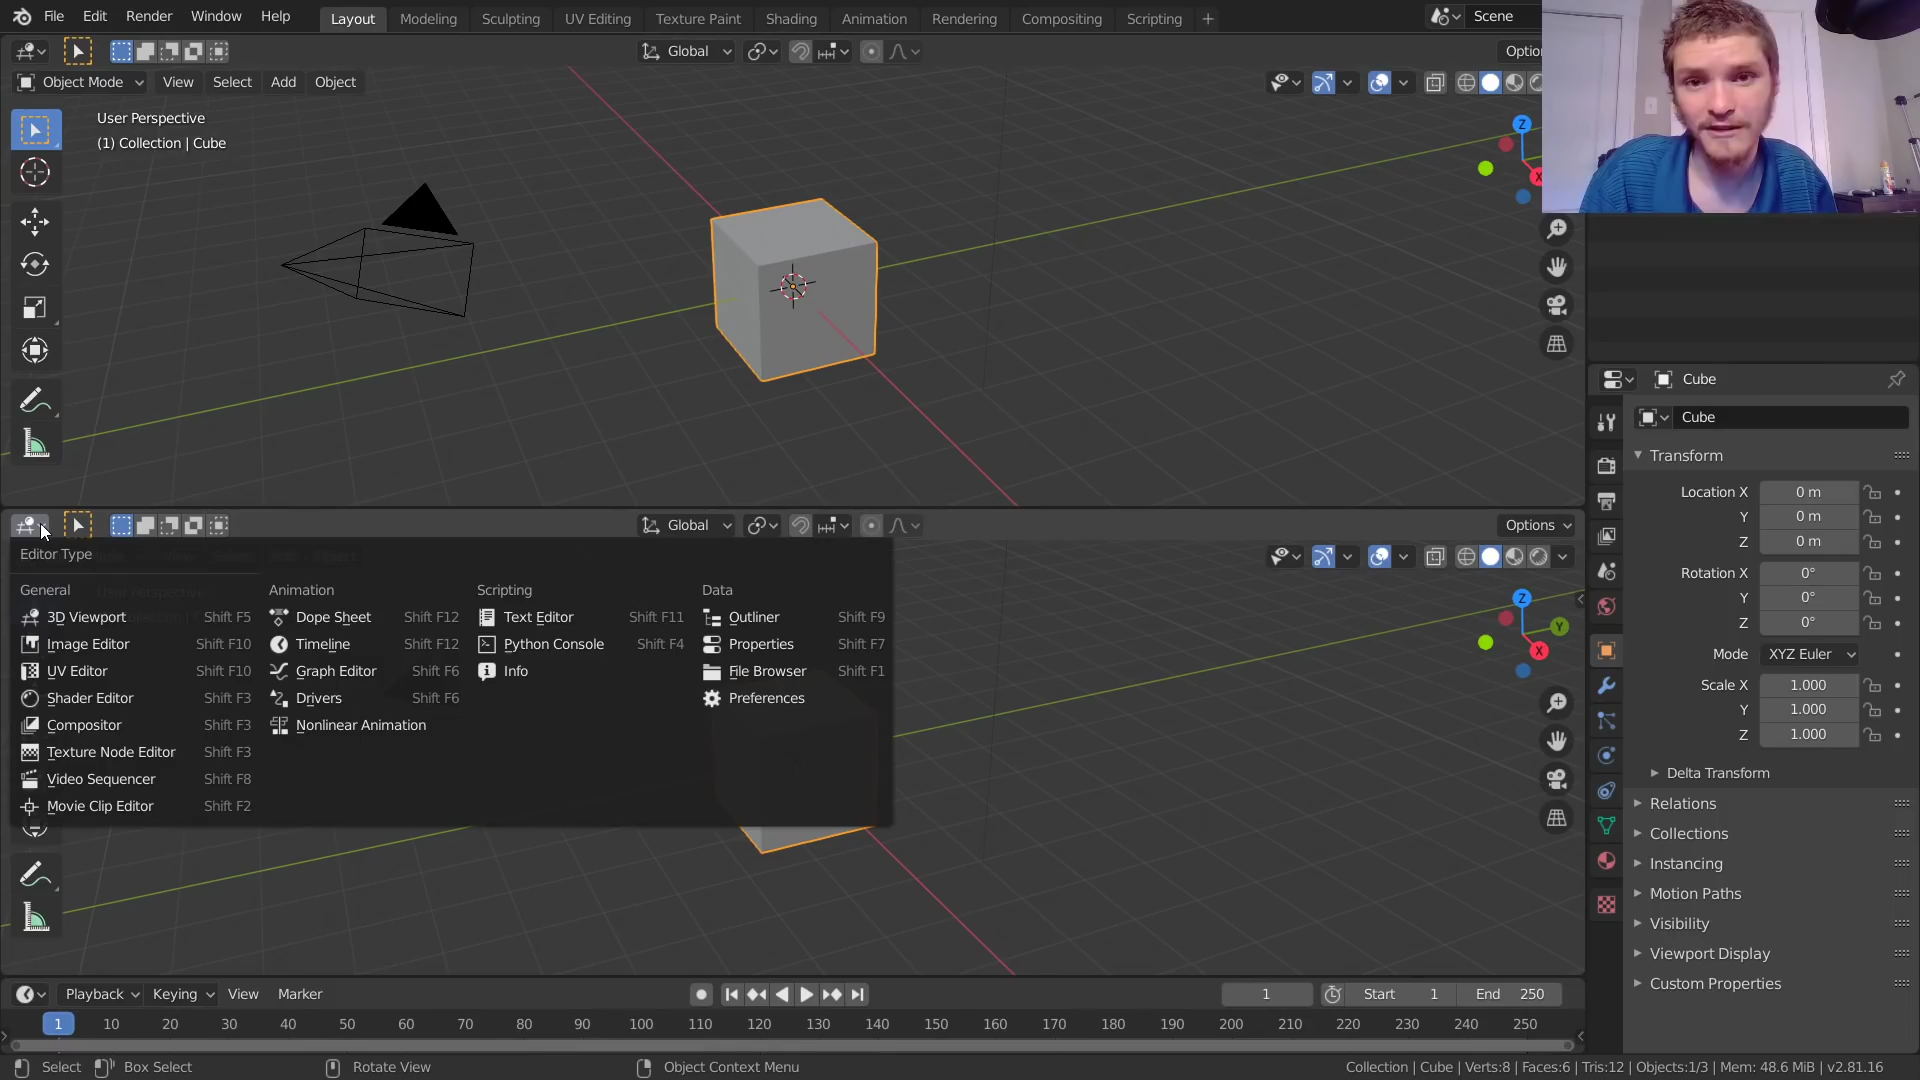 File Edit Render Window Help Layout Modeling Sculpting UV Editing Texture Paint Shading Animation Rendering Compositing Scripting + Scene
Global
Object Mode View Select Add Object
User Perspective
(1) Collection | Cube
Z
X
Cube
Cube
Transform
Location X 0 m
Y 0 m
Z 0 m
Rotation X 0°
Y 0°
Z 0°
Mode XYZ Euler
Scale X 1.000
Y 1.000
Z 1.000
Delta Transform
Relations
Collections
Instancing
Motion Paths
Visibility
Viewport Display
Custom Properties
Global Options
Z
Y
X
Editor Type
General
3D Viewport Shift F5
Image Editor Shift F10
UV Editor Shift F10
Shader Editor Shift F3
Compositor Shift F3
Texture Node Editor Shift F3
Video Sequencer Shift F8
Movie Clip Editor Shift F2
Animation
Dope Sheet Shift F12
Timeline Shift F12
Graph Editor Shift F6
Drivers Shift F6
Nonlinear Animation
Scripting
Text Editor Shift F11
Python Console Shift F4
Info
Data
Outliner Shift F9
Properties Shift F7
File Browser Shift F1
Preferences
Playback Keying View Marker 1 Start 1 End 250
1 10 20 30 40 50 60 70 80 90 100 110 120 130 140 150 160 170 180 190 200 210 220 230 240 250
Select Box Select Rotate View Object Context Menu Collection | Cube | Verts:8 | Faces:6 | Tris:12 | Objects:1/3 | Mem: 48.6 MiB | v2.81.16